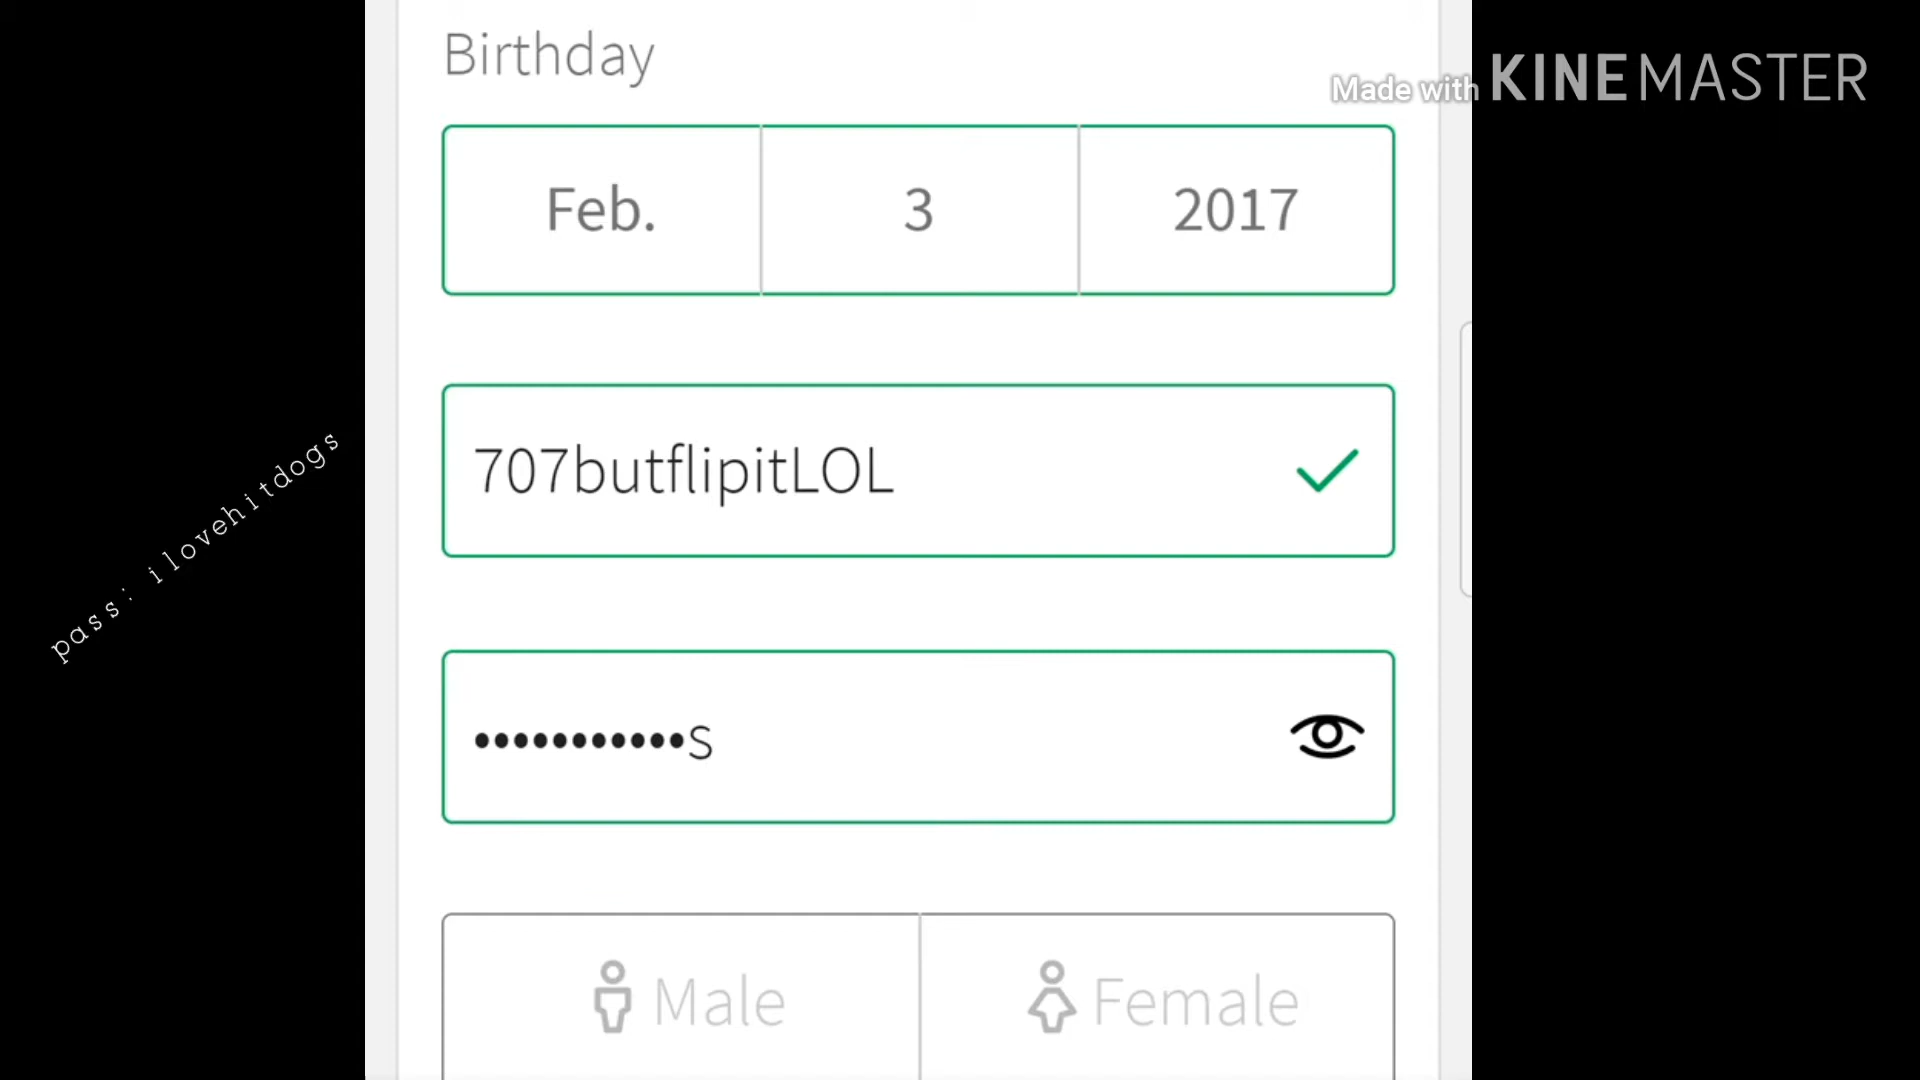 Birthday
Made with KINEMASTER
Feb. 3 2017
707butflipitLOL
pass: ilovehitdogs
•••••••••••s
Male Female